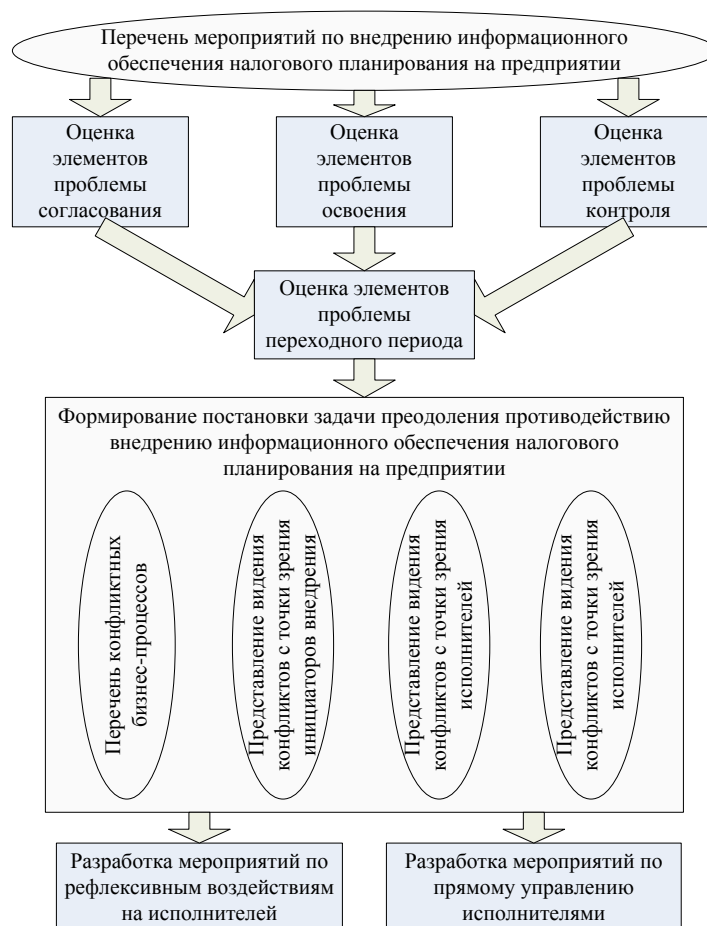 Перечень мероприятий по внедрению информационного
обеспечения налогового планирования на предприятии
Оценка
элементов
проблемы
согласования
Оценка
элементов
проблемы
освоения
Оценка
элементов
проблемы
контроля
Оценка элементов
проблемы
переходного периода
Формирование постановки задачи преодоления противодействию
внедрению информационного обеспечения налогового
планирования на предприятии
Перечень конфликтных
бизнес-процессов
Представление видения
конфликтов с точки зрения
инициаторов внедрения
Представление видения
конфликтов с точки зрения
исполнителей
Представление видения
конфликтов с точки зрения
исполнителей
Разработка мероприятий по
рефлексивным воздействиям
на исполнителей
Разработка мероприятий по
прямому управлению
исполнителями